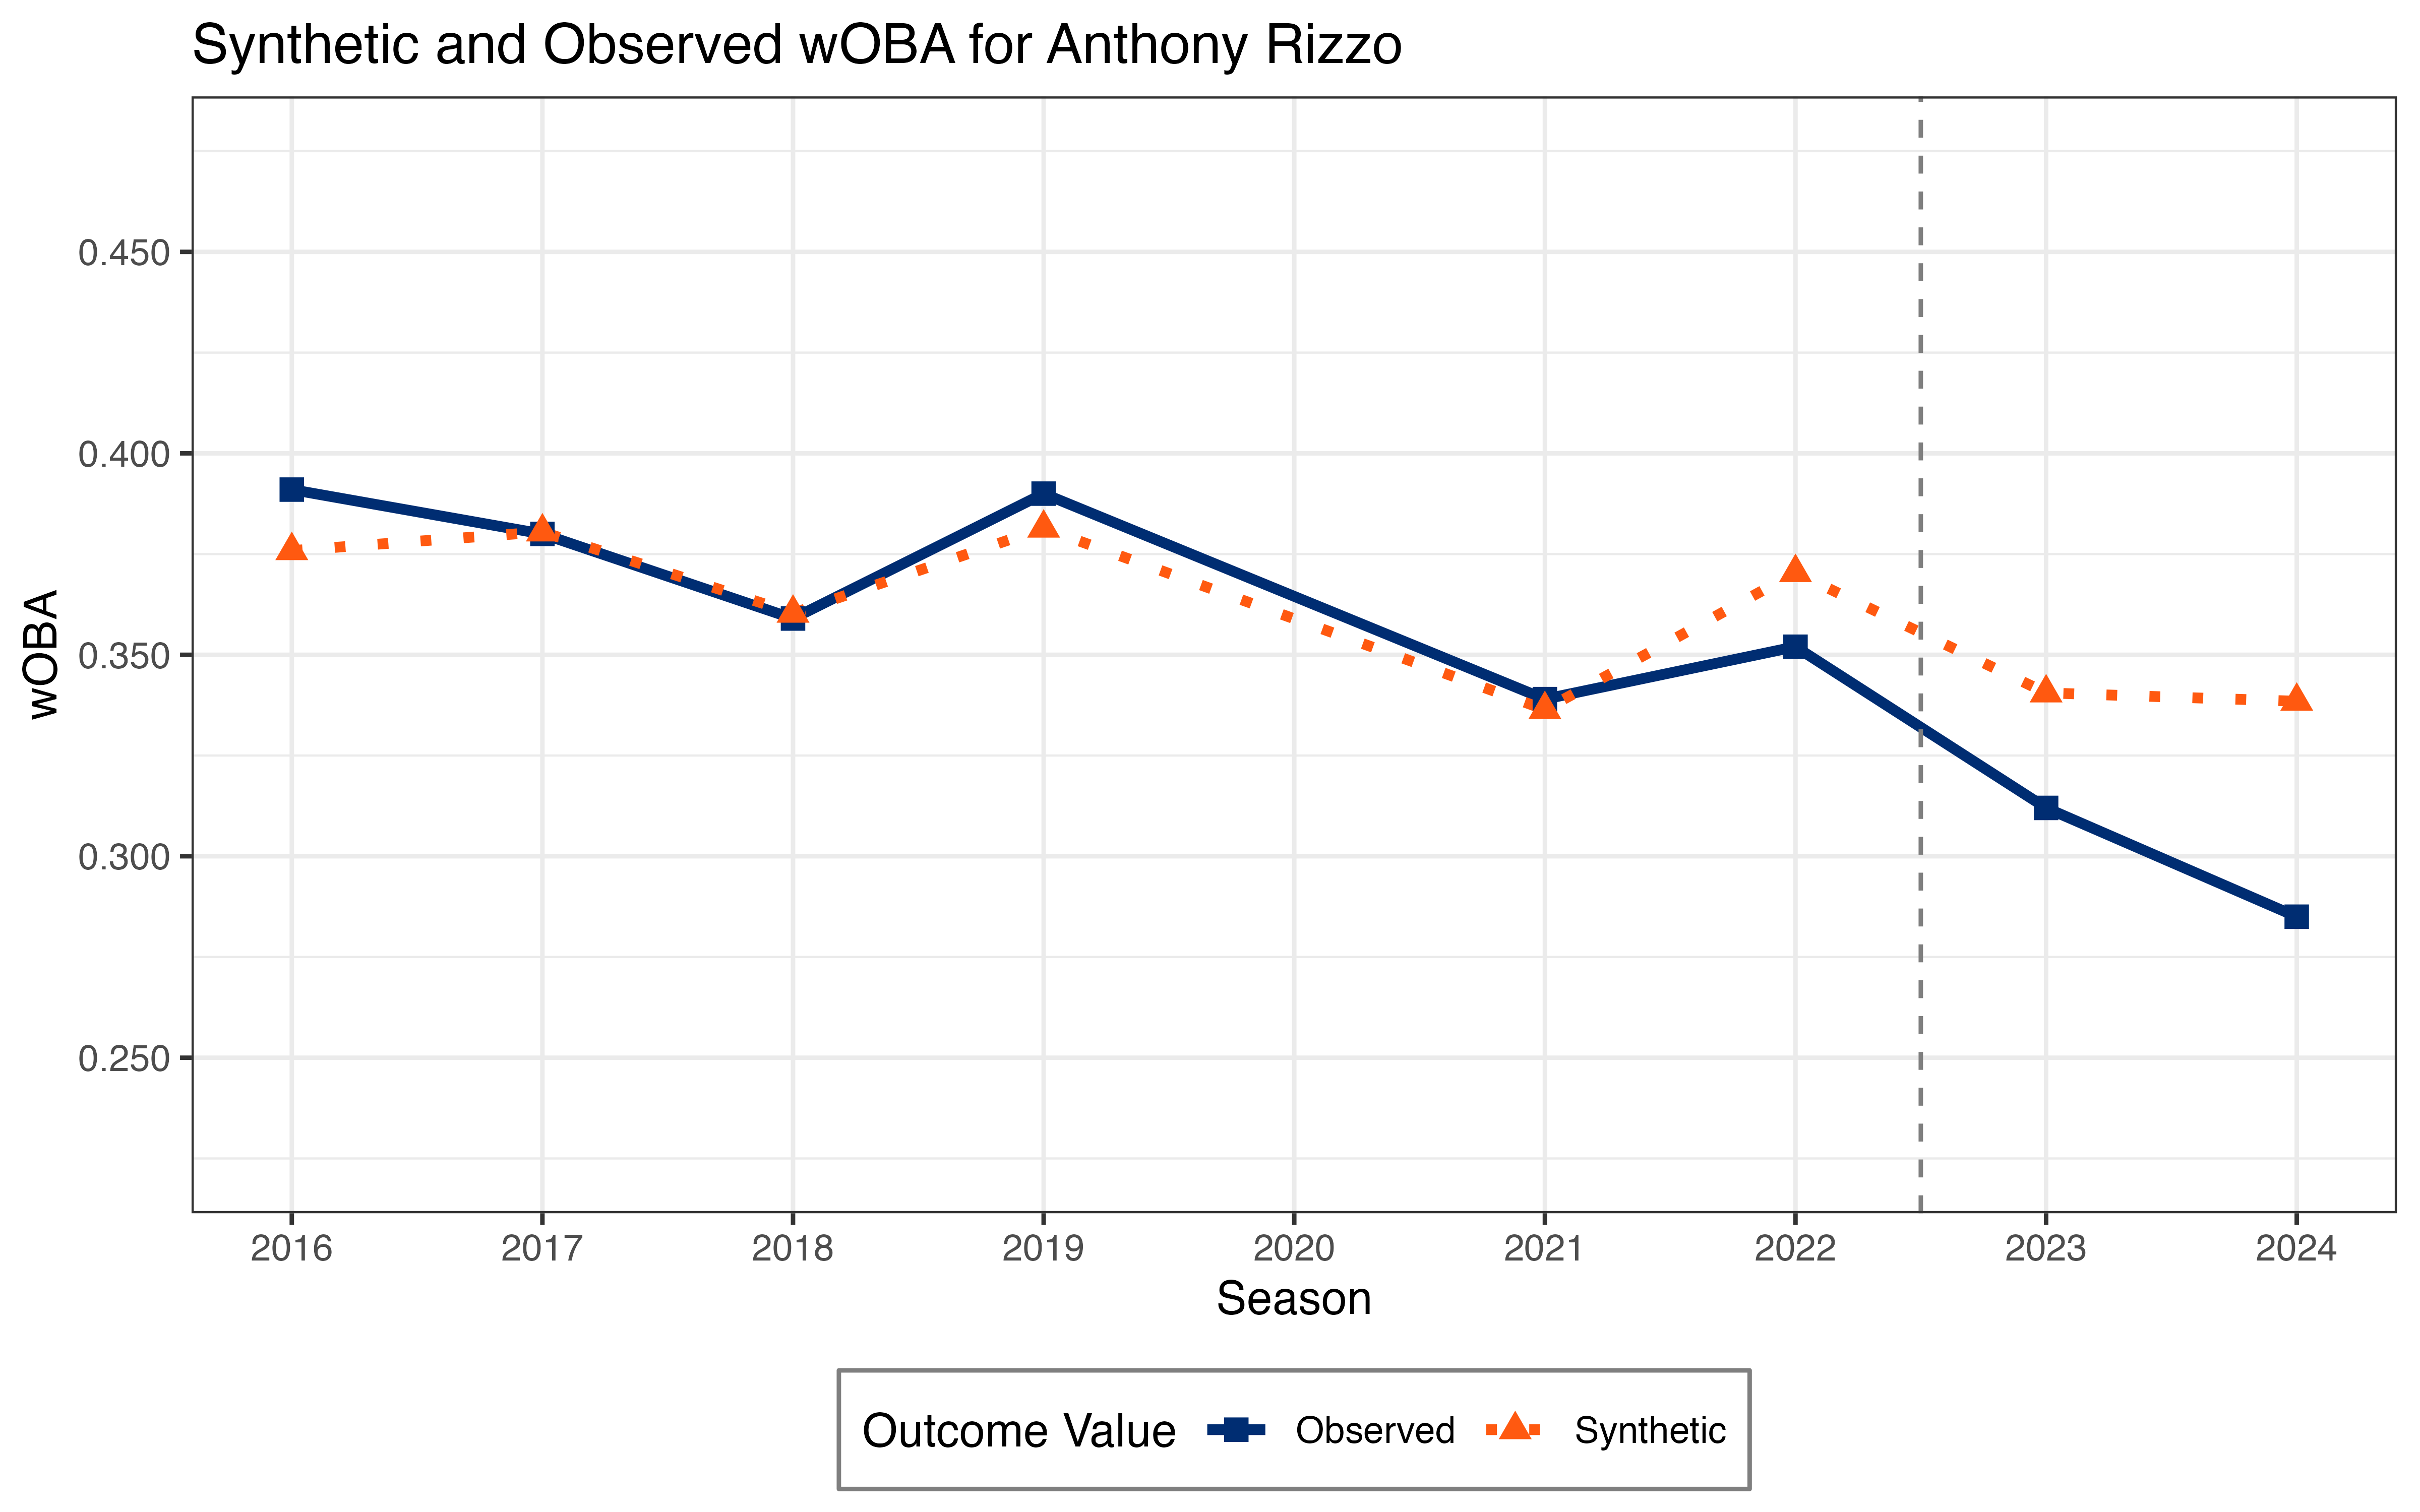 Synthetic and Observed wOBA for Anthony Rizzo
wOBA
0.450
0.400
0.350
0.300
0.250
2016 2017 2018 2019 2020 2021 2022 2023 2024
Season
Outcome Value Observed Synthetic